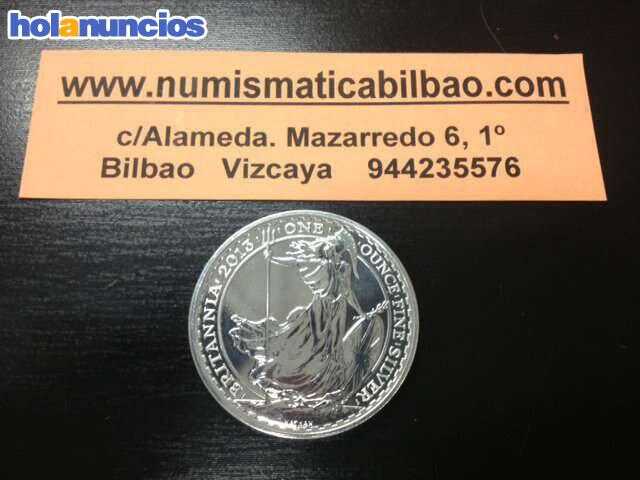 holanuncios
www.numismaticabilbao.com
c/Alameda. Mazarredo 6, 1º
Bilbao Vizcaya 944235576
BRITANNIA · 2013 ONE OUNCE · FINE SILVER